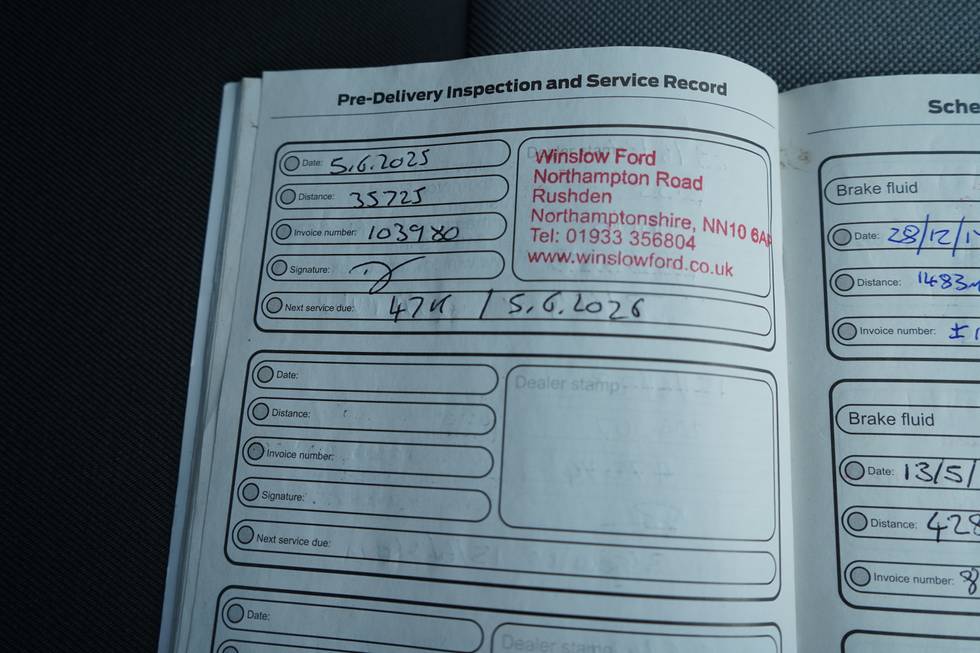 Pre-Delivery Inspection and Service Record
Date: 5.6.2025
Distance: 35725
Invoice number: 103980
Signature:
Next service due: 47K / 5.6.2026
Winslow Ford
Northampton Road
Rushden
Northamptonshire, NN10 6A
Tel: 01933 356804
www.winslowford.co.uk
Date:
Distance:
Invoice number:
Signature:
Next service due:
Dealer stamp
Date:
Dealer stamp
Sche
Brake fluid
Date: 28/12/1
Distance: 1483
Invoice number:
Brake fluid
Date: 13/5/
Distance: 428
Invoice number: 8